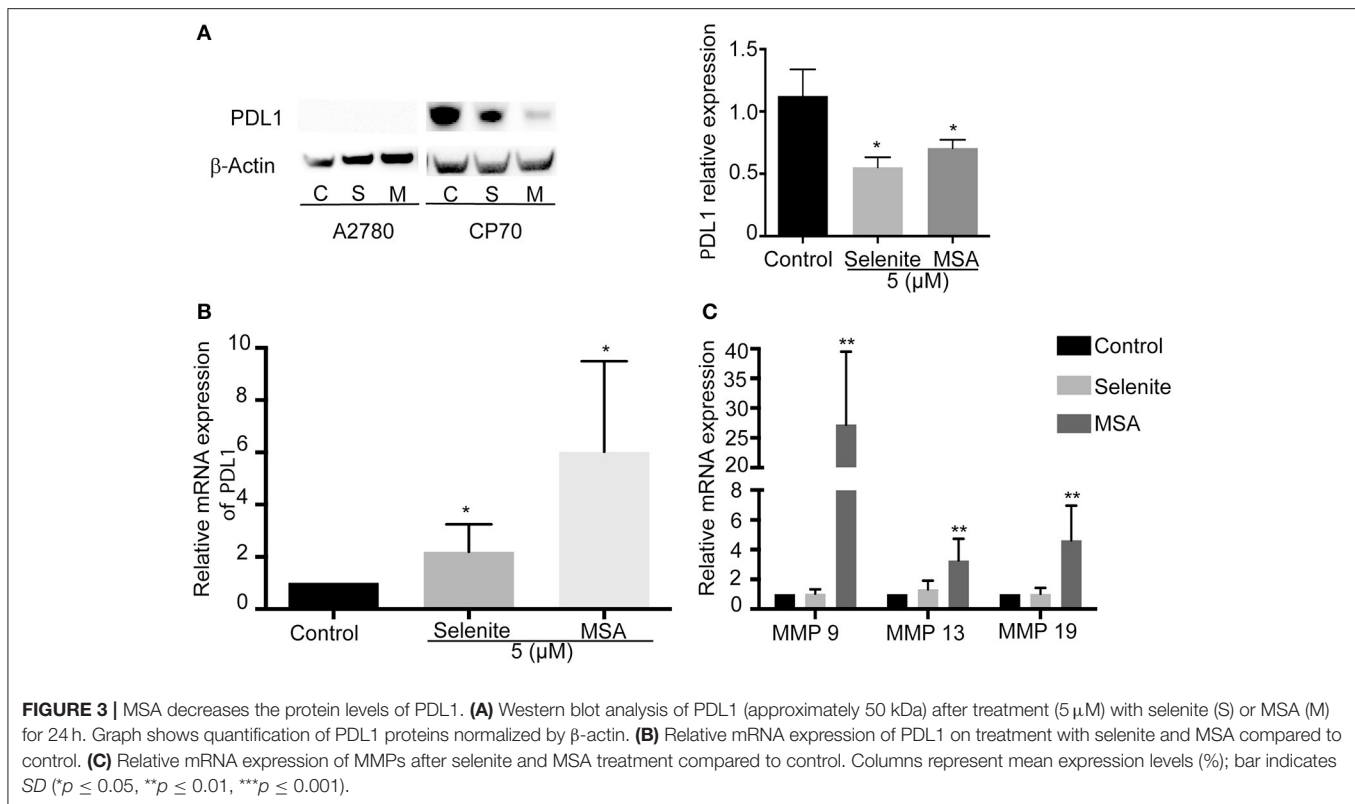 A
PDL1
β-Actin
C S M C S M
A2780 CP70
PDL1 relative expression
1.5
1.0
0.5
0
* *
Control Selenite MSA
5 (µM)
B
Relative mRNA expression
of PDL1
10
8
6
4
2
0
* *
Control Selenite MSA
5 (µM)
C
Relative mRNA expression
40
35
30
25
20
8
6
4
2
0
** ** **
MMP 9 MMP 13 MMP 19
Control
Selenite
MSA
FIGURE 3 | MSA decreases the protein levels of PDL1. (A) Western blot analysis of PDL1 (approximately 50 kDa) after treatment (5 µM) with selenite (S) or MSA (M)
for 24 h. Graph shows quantification of PDL1 proteins normalized by β-actin. (B) Relative mRNA expression of PDL1 on treatment with selenite and MSA compared to
control. (C) Relative mRNA expression of MMPs after selenite and MSA treatment compared to control. Columns represent mean expression levels (%); bar indicates
SD (*p ≤ 0.05, **p ≤ 0.01, ***p ≤ 0.001).